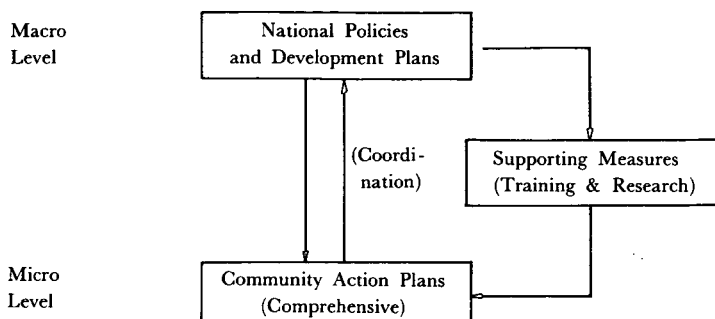 Macro
Level
National Policies
and Development Plans
(Coordi-
nation)
Supporting Measures
(Training & Research)
Micro
Level
Community Action Plans
(Comprehensive)